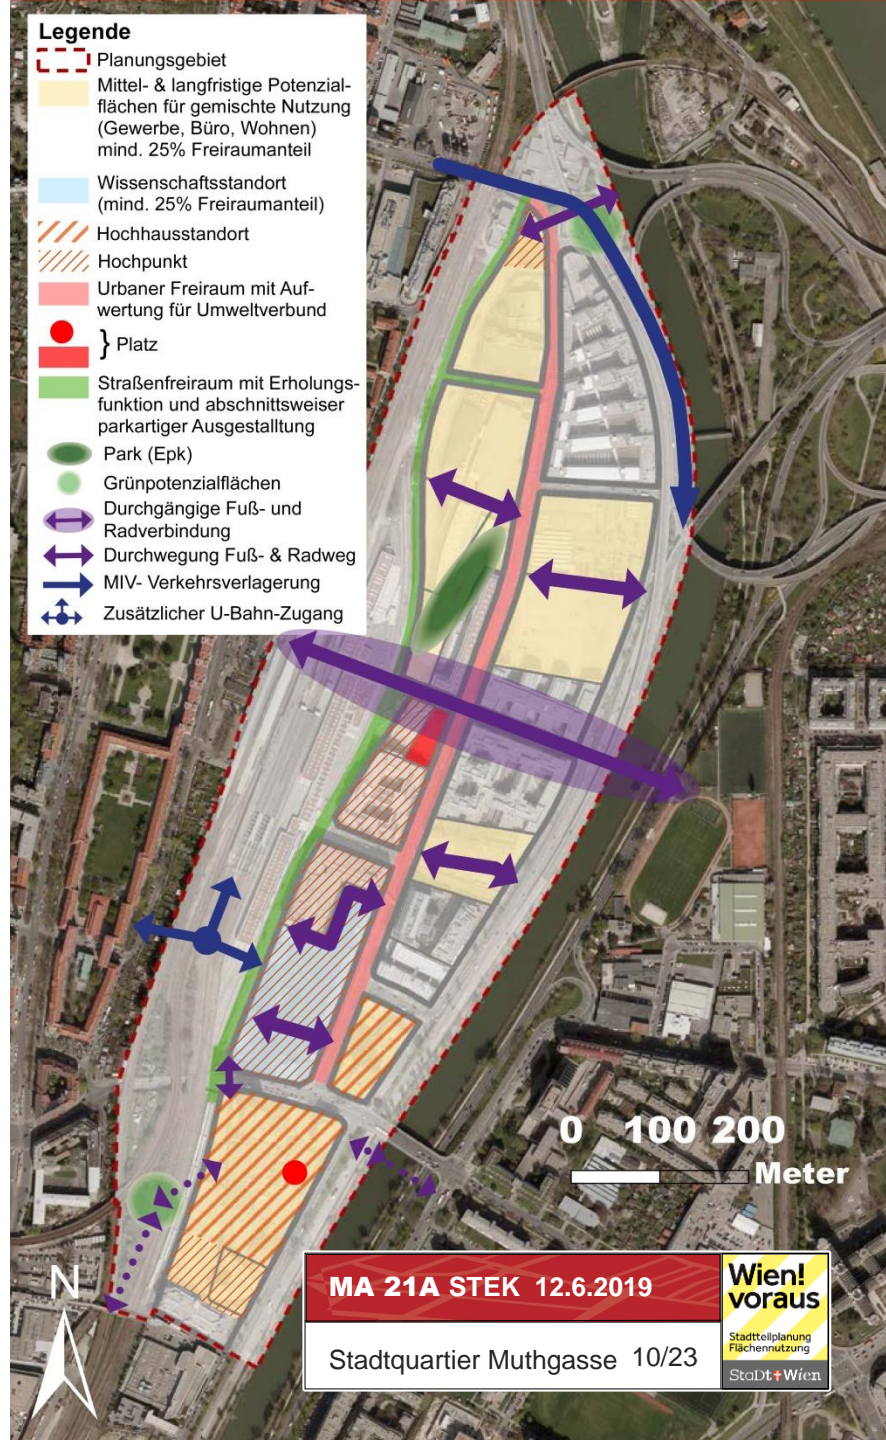 Legende
Planungsgebiet
Mittel- & langfristige Potenzial-
flächen für gemischte Nutzung
(Gewerbe, Büro, Wohnen)
mind. 25% Freiraumanteil
Wissenschaftsstandort
(mind. 25% Freiraumanteil)
Hochhausstandort
Hochpunkt
Urbaner Freiraum mit Auf-
wertung für Umweltverbund
} Platz
Straßenfreiraum mit Erholungs-
funktion und abschnittsweiser
parkartiger Ausgestalltung
Park (Epk)
Grünpotenzialflächen
Durchgängige Fuß- und
Radverbindung
Durchwegung Fuß- & Radweg
MIV- Verkehrsverlagerung
Zusätzlicher U-Bahn-Zugang
0 100 200
Meter
N
MA 21A STEK 12.6.2019
Stadtquartier Muthgasse 10/23
Wien!
voraus
Stadtteilplanung
Flächennutzung
StaDt Wien